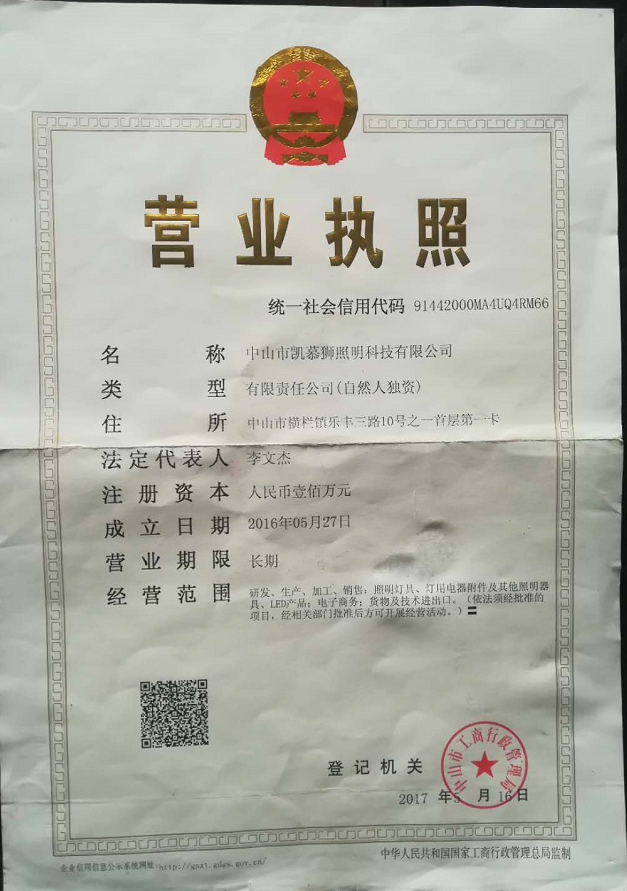 营业执照
统一社会信用代码 91442000MA4UQ4RM66
名称 中山市凯慕狮照明科技有限公司
类型 有限责任公司(自然人独资)
住所 中山市横栏镇乐丰三路10号之一首层第一卡
法定代表人 李文杰
注册资本 人民币壹佰万元
成立日期 2016年05月27日
营业期限 长期
经营范围 研发、生产、加工、销售：照明灯具、灯用电器附件及其他照明器
具、LED产品；电子商务；货物及技术进出口。（依法须经批准的
项目，经相关部门批准后方可开展经营活动。）
登记机关
中山市工商行政管理局
2017 年5 月16日
企业信用信息公示系统网址:http://gsxt.gdgs.gov.cn/
中华人民共和国国家工商行政管理总局监制